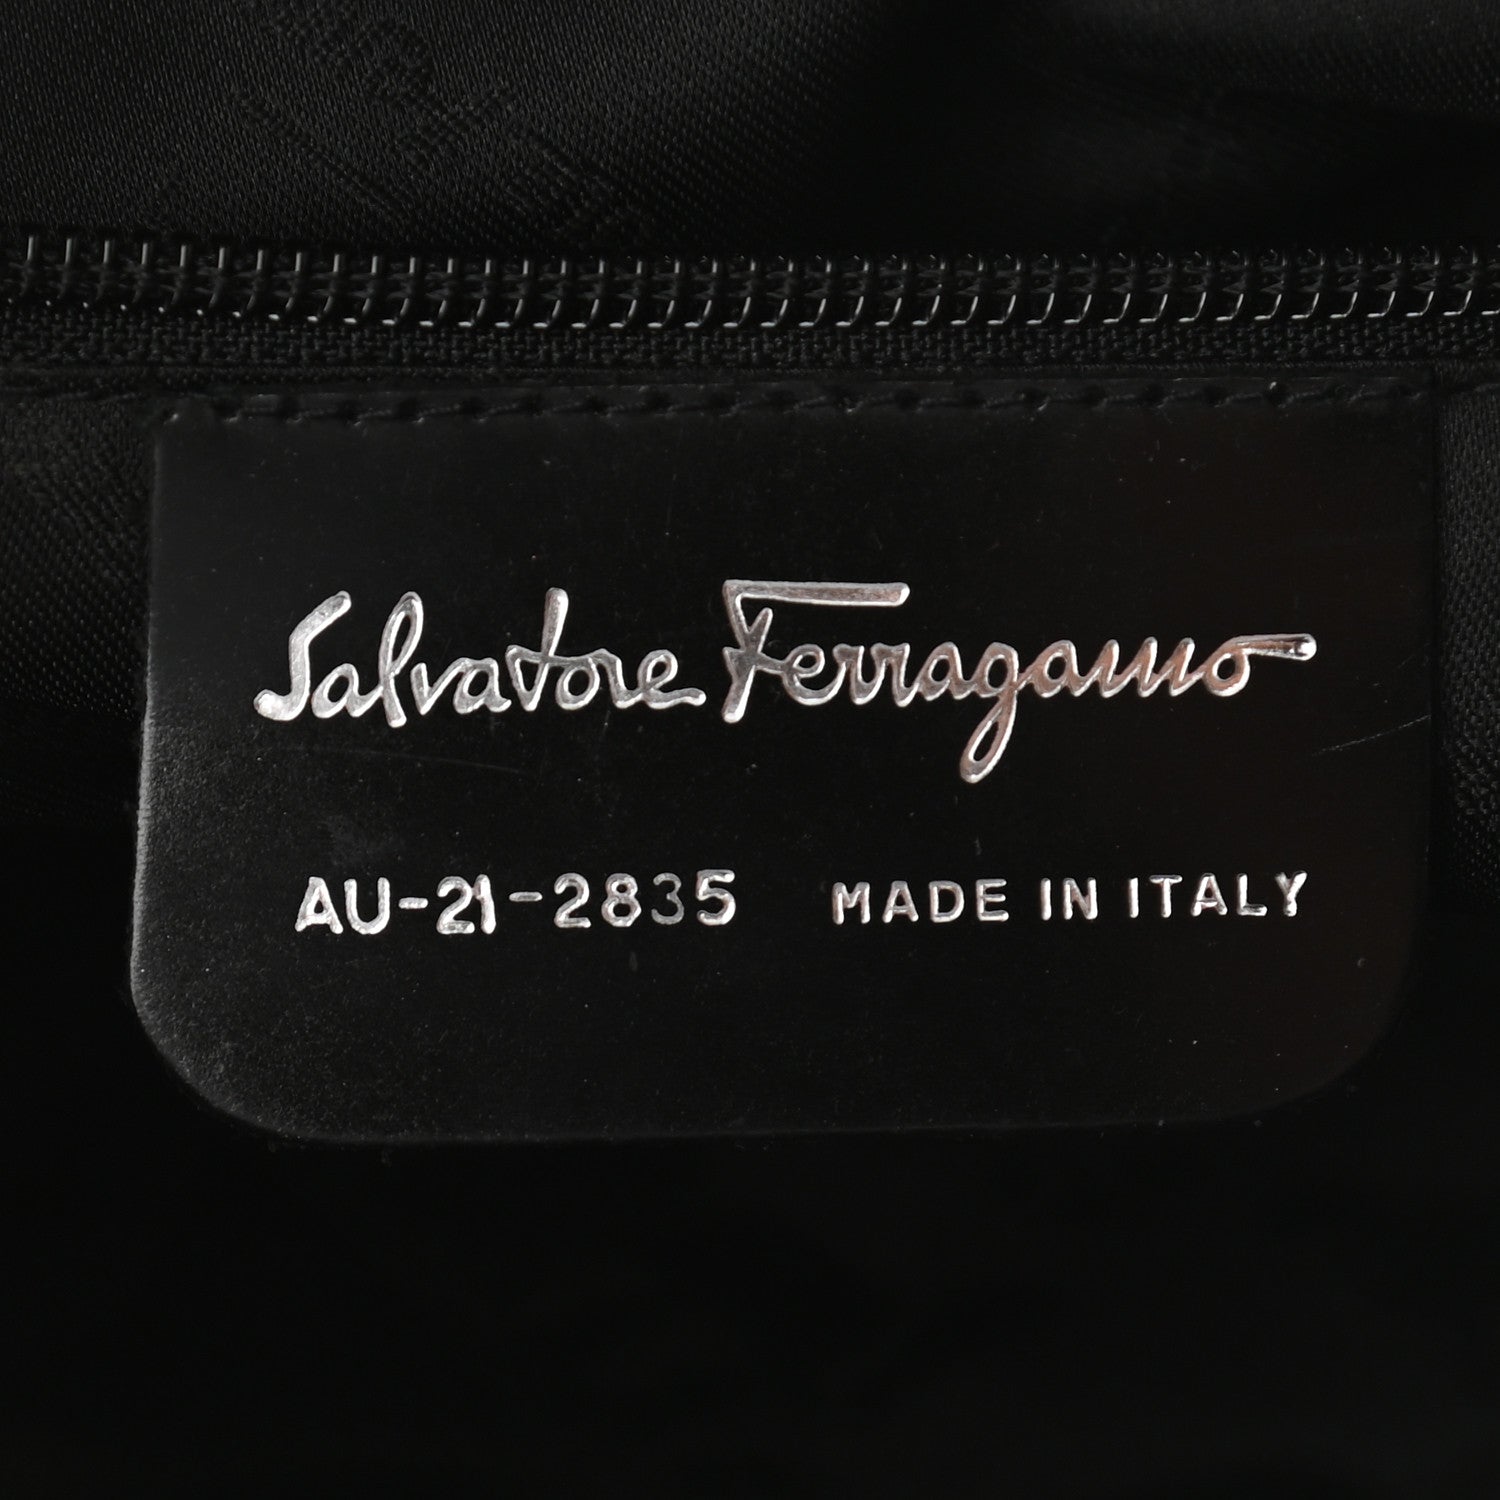 Salvatore Ferragamo
AU-21-2835 MADE IN ITALY